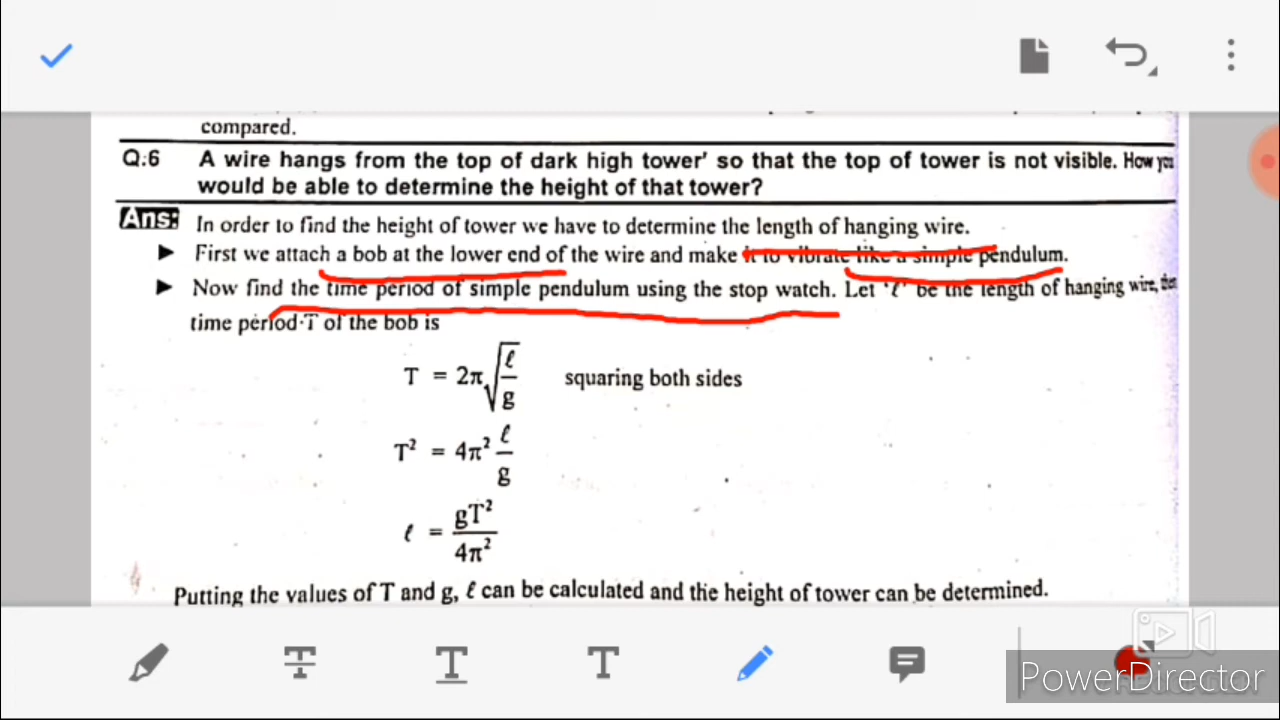 compared.
Q.6 A wire hangs from the top of dark high tower' so that the top of tower is not visible. How you
would be able to determine the height of that tower?
Ans: In order to find the height of tower we have to determine the length of hanging wire.
► First we attach a bob at the lower end of the wire and make it to vibrate like a simple pendulum.
► Now find the time period of simple pendulum using the stop watch. Let 'ℓ' be the length of hanging wire, then
time period T of the bob is
T = 2π√(ℓ/g) squaring both sides
T² = 4π² ℓ/g
ℓ = gT²/4π²
Putting the values of T and g, ℓ can be calculated and the height of tower can be determined.
T T T
PowerDirector